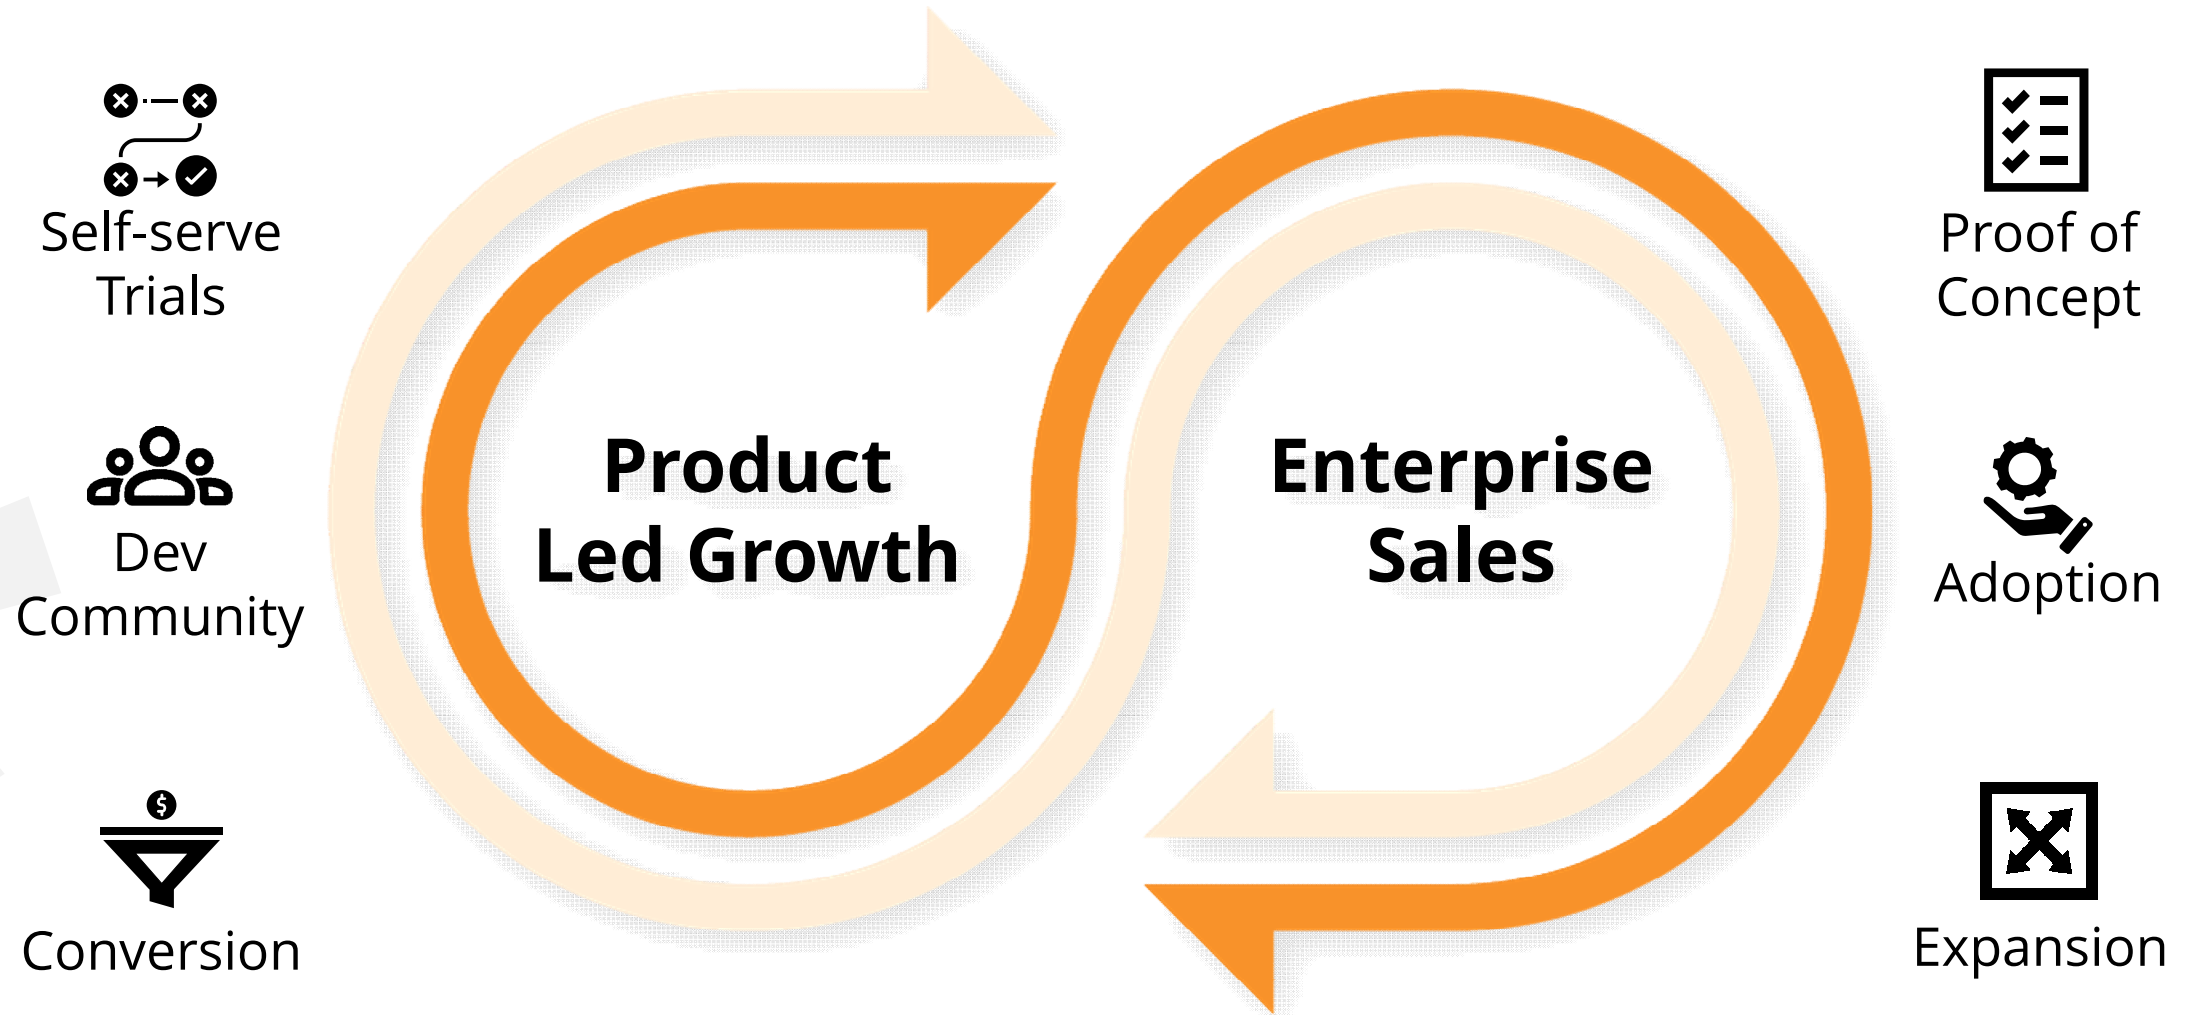 Self-serve
Trials
Dev
Community
Conversion
Product
Led Growth
Enterprise
Sales
Proof of
Concept
Adoption
Expansion